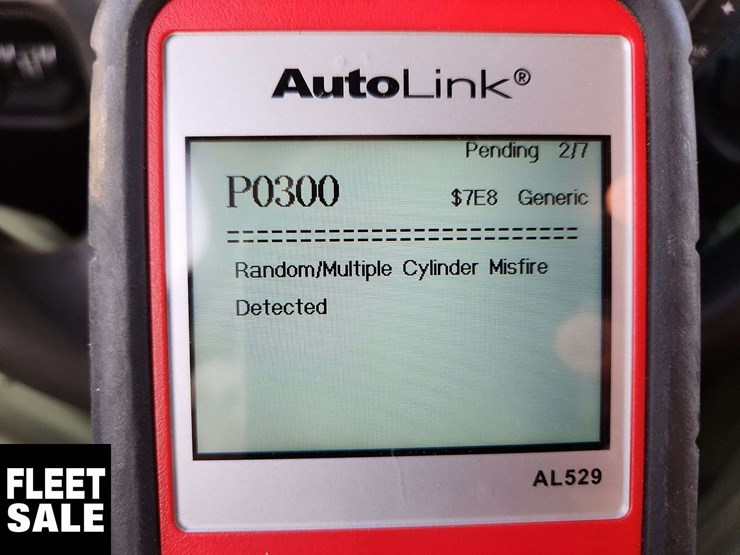 AutoLink®
Pending 2/7
P0300 $7E8 Generic
==============================
Random/Multiple Cylinder Misfire
Detected
AL529
FLEET
SALE